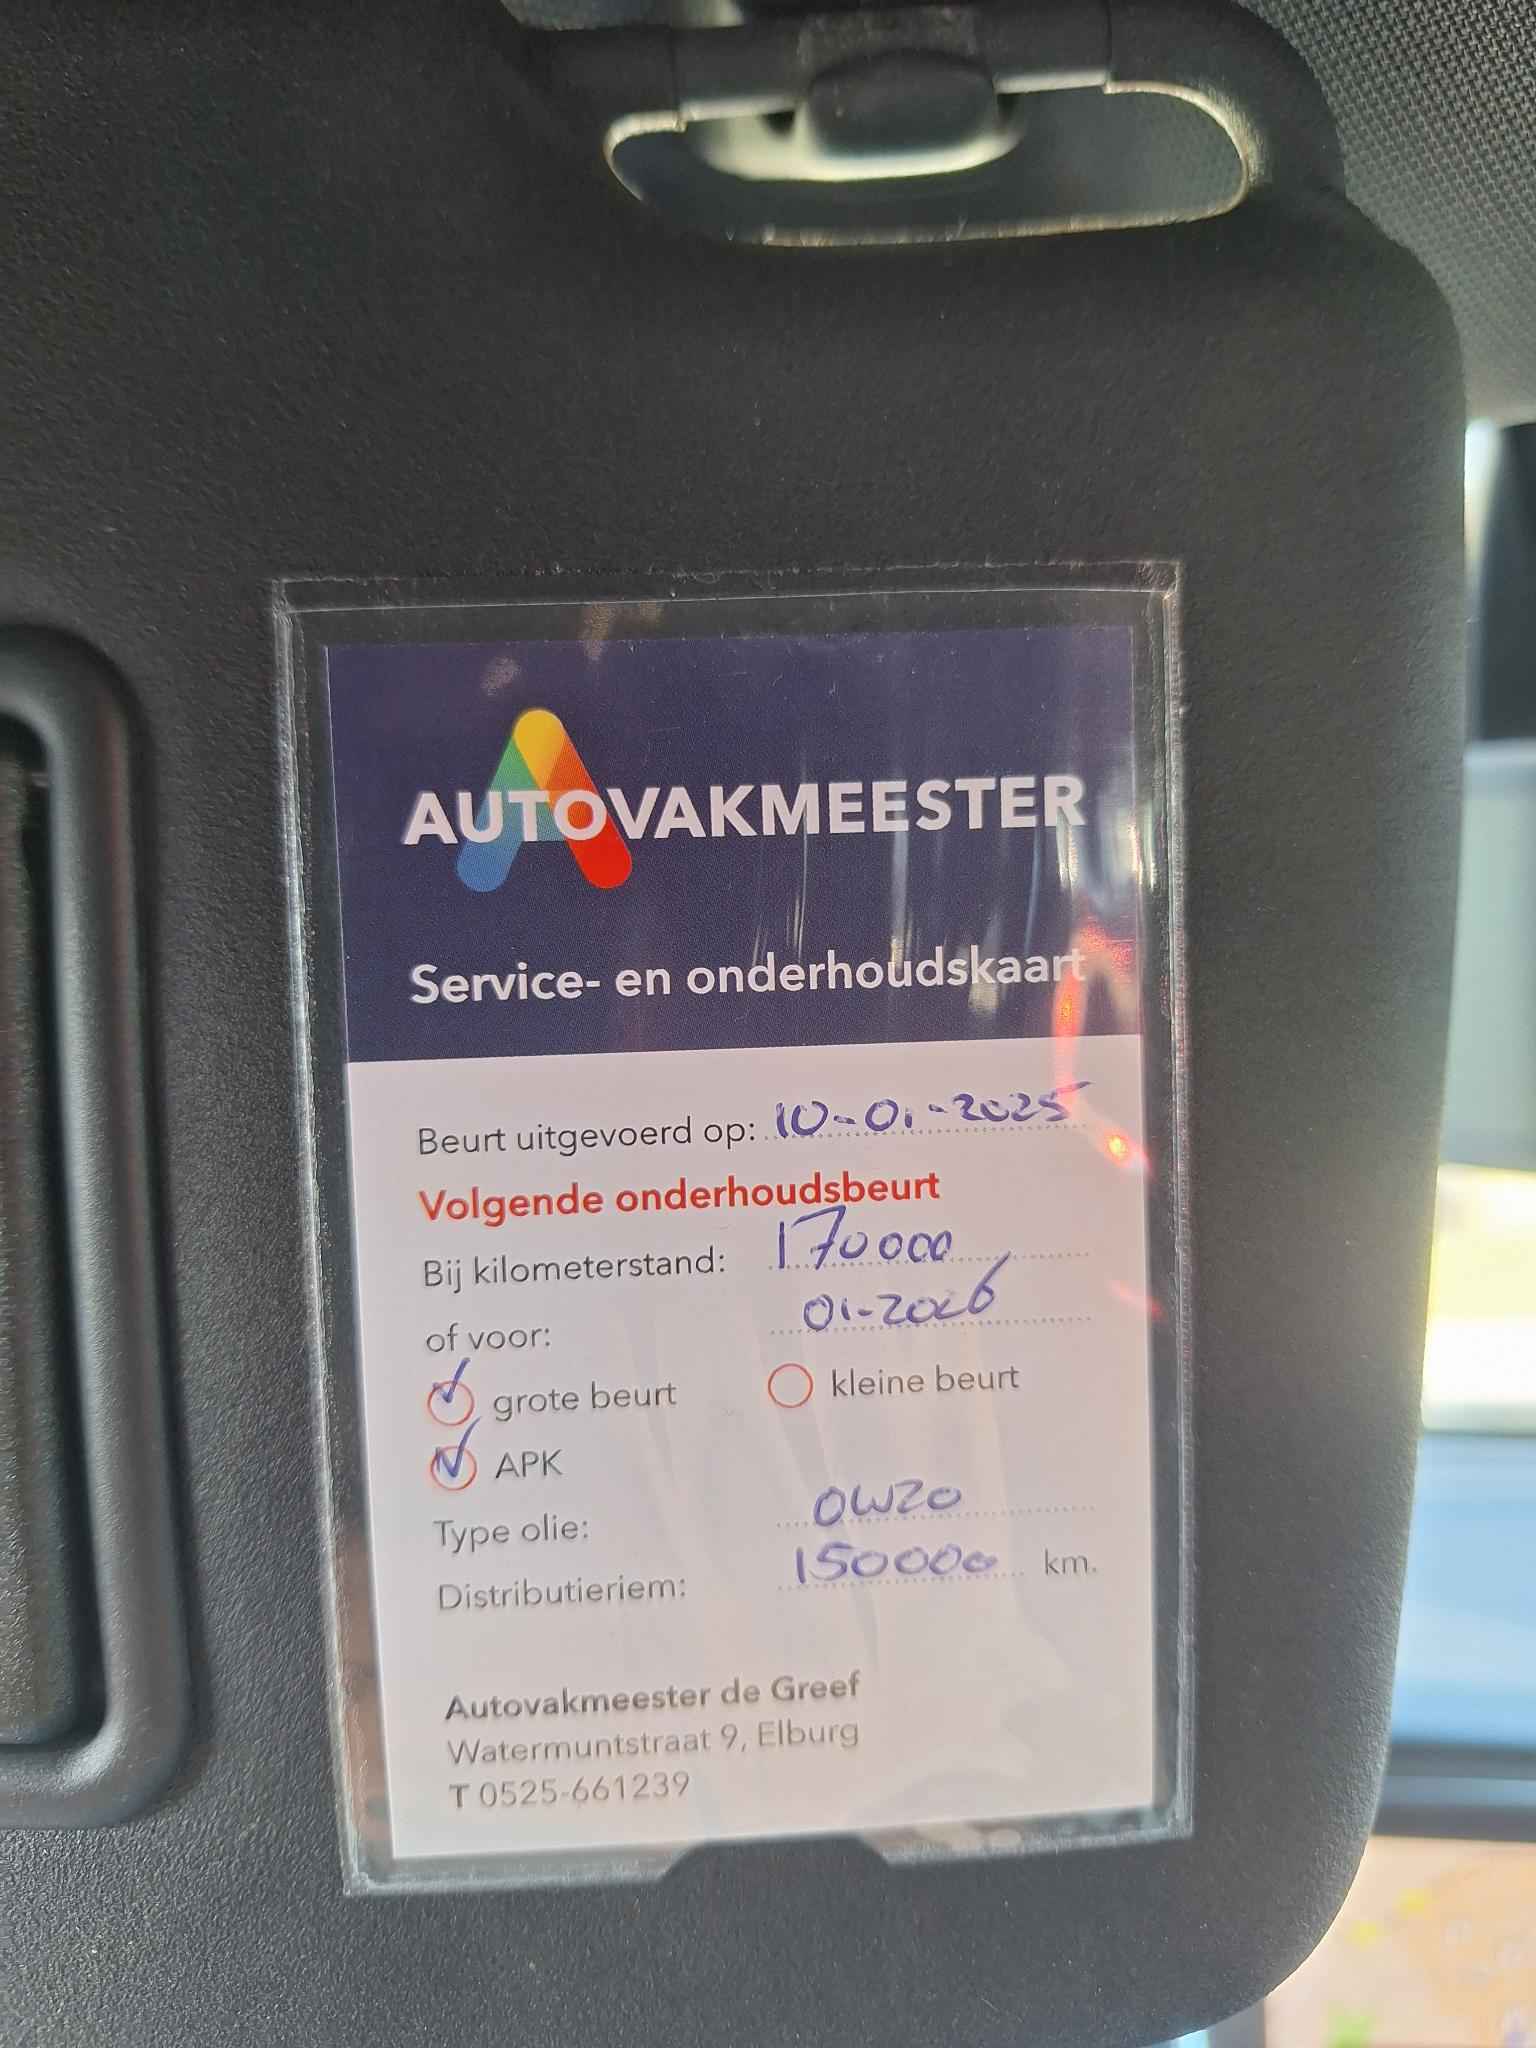 AUTOVAKMEESTER
Service- en onderhoudskaart
Beurt uitgevoerd op: 10-01-2025
Volgende onderhoudsbeurt
Bij kilometerstand: 170000
of voor: 01-2026
grote beurt kleine beurt
APK
Type olie: 0W20
Distributieriem: 150000 km.
Autovakmeester de Greef
Watermuntstraat 9, Elburg
T 0525-661239